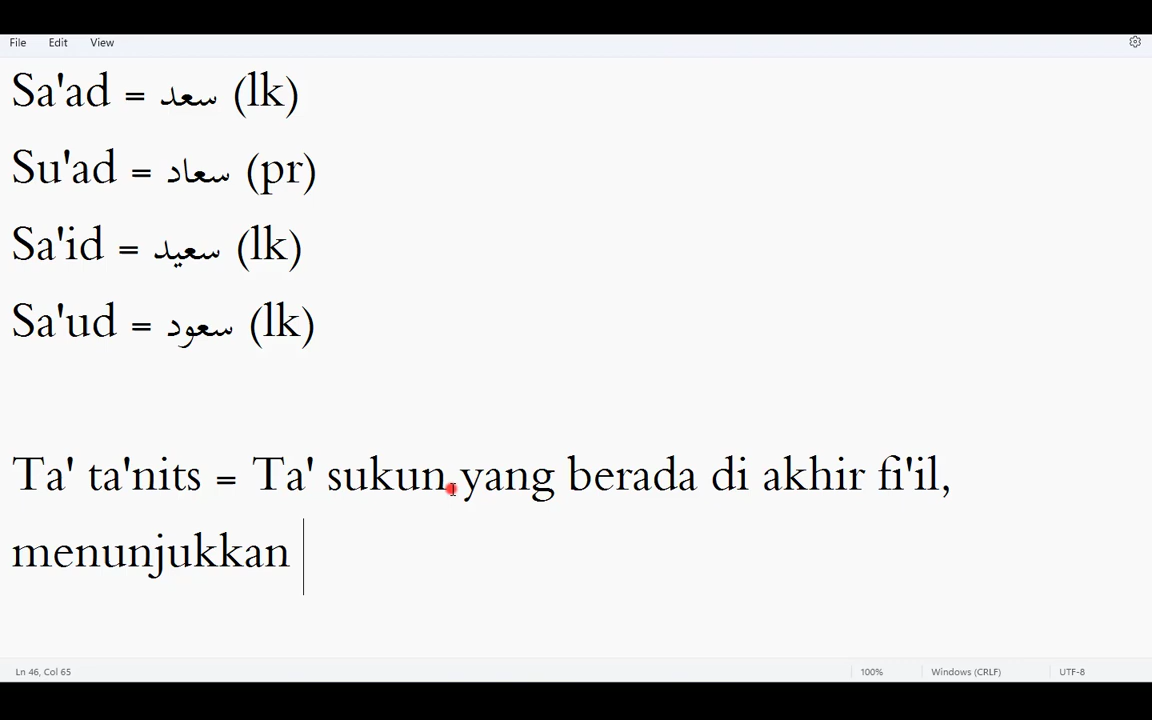 File Edit View
Sa'ad = سعد (lk)
Su'ad = سعاد (pr)
Sa'id = سعيد (lk)
Sa'ud = سعود (lk)
Ta' ta'nits = Ta' sukun yang berada di akhir fi'il,
menunjukkan
Ln 46, Col 65 100% Windows (CRLF) UTF-8